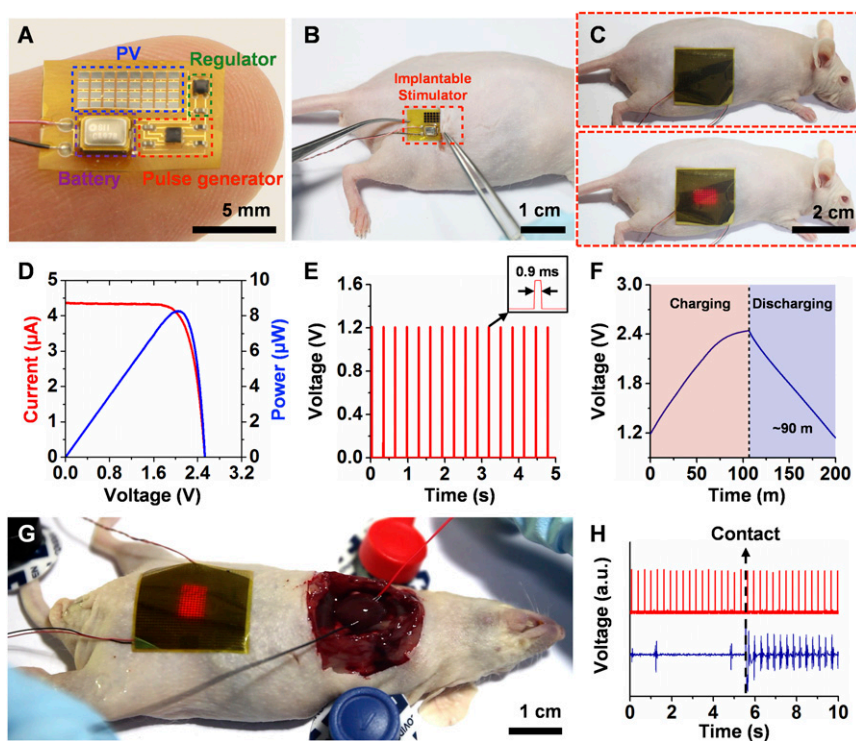 A
PV
Regulator
Battery
Pulse generator
5 mm
B
Implantable
Stimulator
1 cm
C
2 cm
D
Current (µA)
5
4
3
2
1
0
0.0 0.8 1.6 2.4 3.2
Voltage (V)
10
8
6
4
2
0
Power (µW)
E
Voltage (V)
1.6
1.2
0.8
0.4
0.0
0 1 2 3 4 5
Time (s)
0.9 ms
F
Voltage (V)
3.0
2.4
1.8
1.2
Charging
Discharging
~90 m
0 50 100 150 200
Time (m)
G
1 cm
H
Contact
Voltage (a.u.)
0 2 4 6 8 10
Time (s)